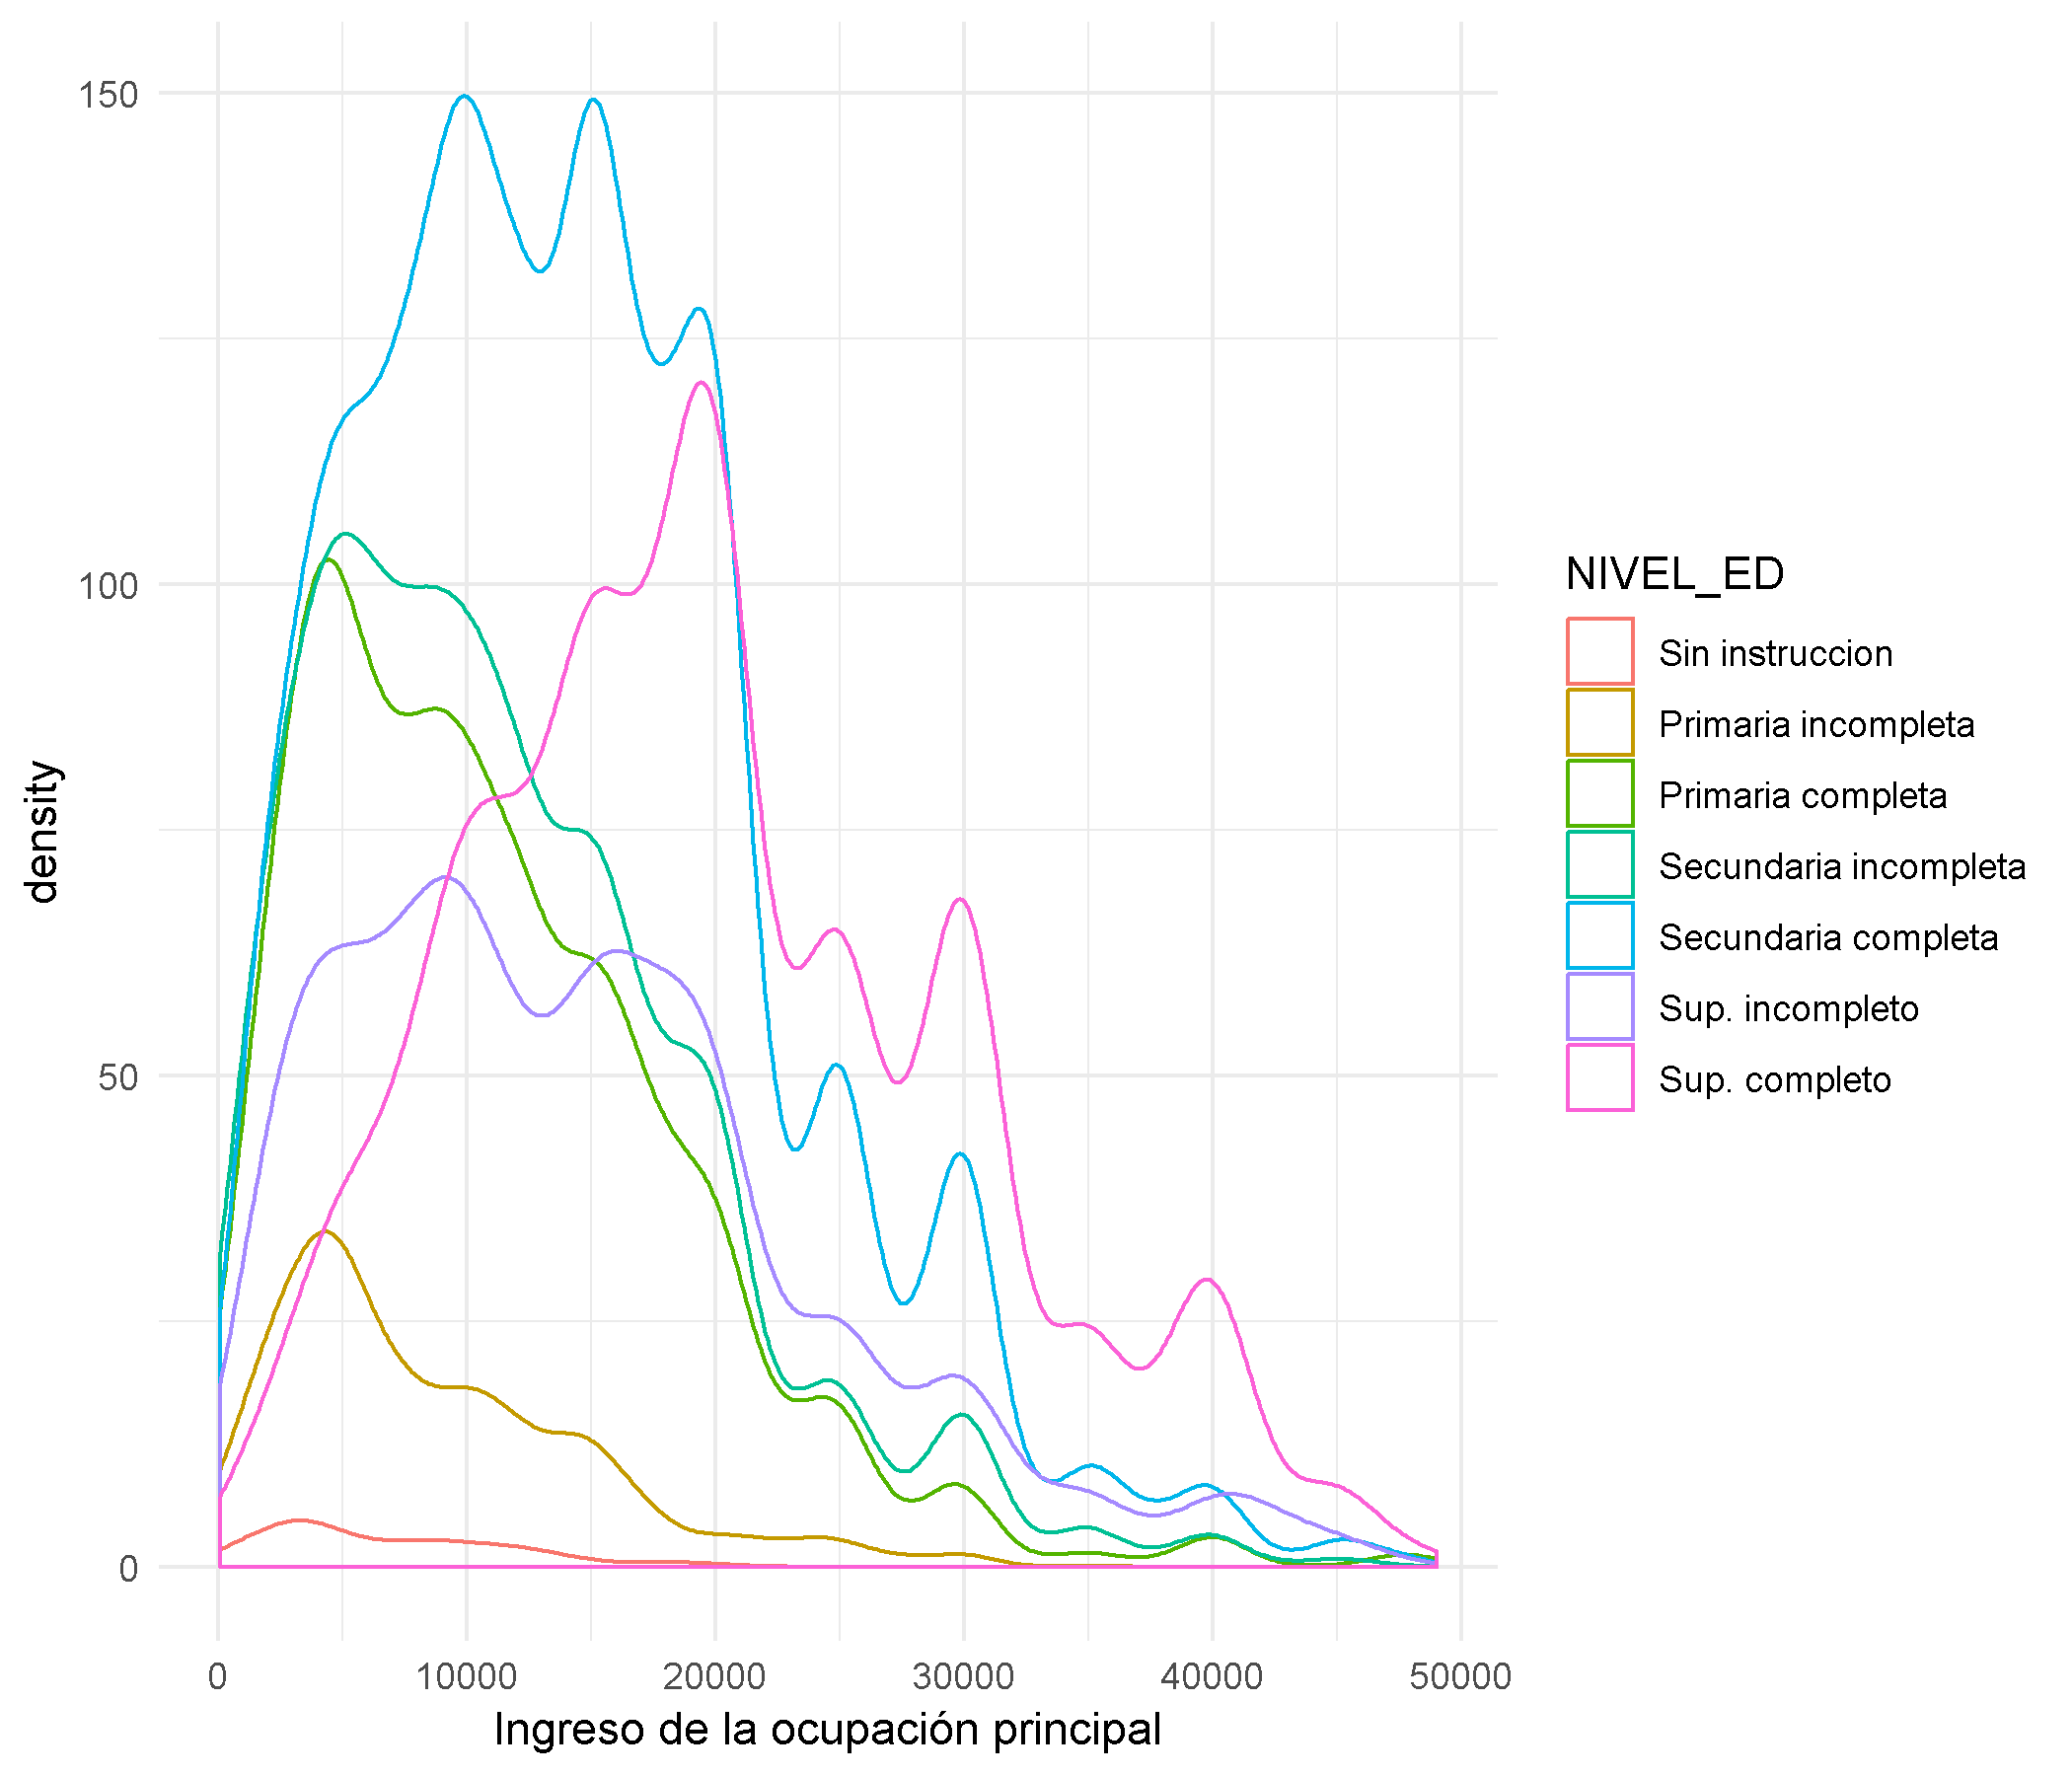 150
100
50
0
density
0 10000 20000 30000 40000 50000
Ingreso de la ocupación principal
NIVEL_ED
Sin instruccion
Primaria incompleta
Primaria completa
Secundaria incompleta
Secundaria completa
Sup. incompleto
Sup. completo